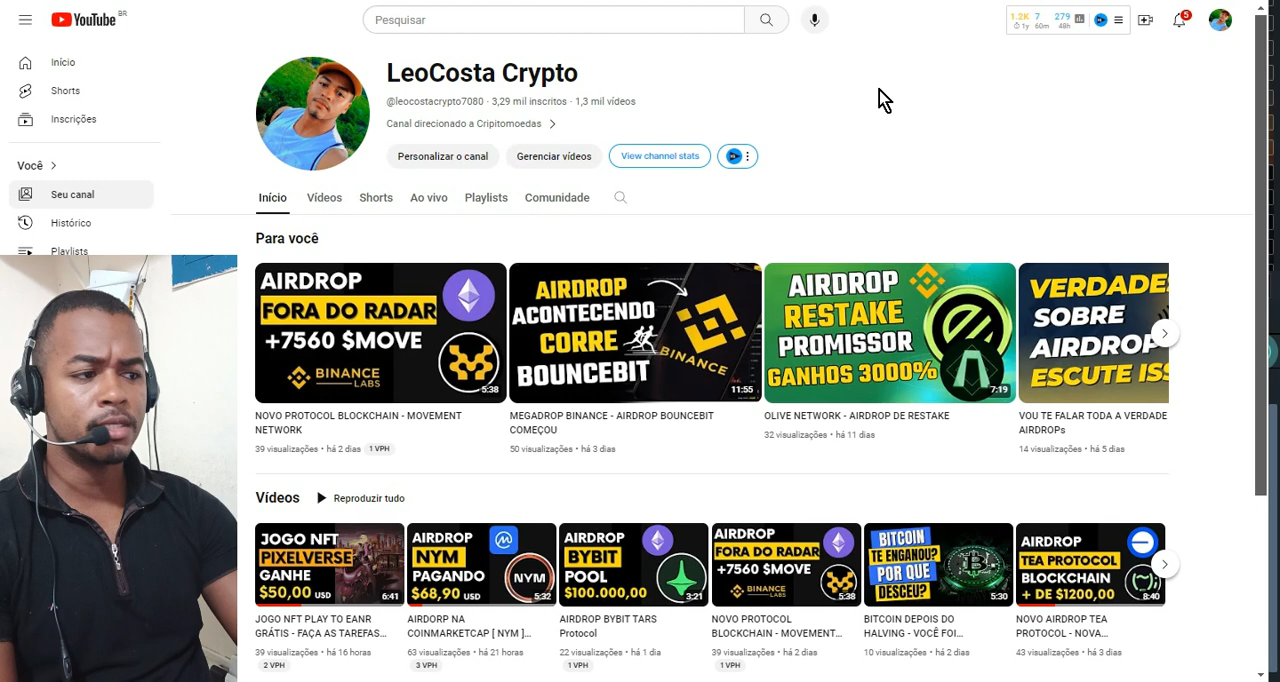 YouTube BR
Pesquisar
1.2K 7 279
1y 60m 48h
5
Início
Shorts
Inscrições
Você
Seu canal
Histórico
Playlists
LeoCosta Crypto
@leocostacrypto7080 · 3,29 mil inscritos · 1,3 mil vídeos
Canal direcionado a Criptomoedas
Personalizar o canal
Gerenciar vídeos
View channel stats
Início Vídeos Shorts Ao vivo Playlists Comunidade
Para você
AIRDROP
FORA DO RADAR
+7560 $MOVE
BINANCE
LABS
5:38
AIRDROP
ACONTECENDO
CORRE
BOUNCEBIT
BINANCE
11:55
AIRDROP
RESTAKE
PROMISSOR
GANHOS 3000%
7:19
VERDADE
SOBRE
AIRDROP
ESCUTE ISS
NOVO PROTOCOL BLOCKCHAIN - MOVEMENT
NETWORK
39 visualizações • há 2 dias 1 VPH
MEGADROP BINANCE - AIRDROP BOUNCEBIT
COMEÇOU
50 visualizações • há 3 dias
OLIVE NETWORK - AIRDROP DE RESTAKE
32 visualizações • há 11 dias
VOU TE FALAR TODA A VERDADE
AIRDROPs
14 visualizações • há 5 dias
Vídeos
Reproduzir tudo
JOGO NFT
PIXELVERSE
GANHE
$50,00 USD
6:41
AIRDROP
NYM
PAGANDO
$68,90 USD
NYM
5:32
AIRDROP
BYBIT
POOL
$100.000,00
3:21
AIRDROP
FORA DO RADAR
+7560 $MOVE
BINANCE
LABS
5:38
BITCOIN
TE ENGANOU?
POR QUE
DESCEU?
5:30
AIRDROP
TEA PROTOCOL
BLOCKCHAIN
+ DE $1200,00
8:40
JOGO NFT PLAY TO EANR
GRÁTIS - FAÇA AS TAREFAS...
39 visualizações • há 16 horas
2 VPH
AIRDORP NA
COINMARKETCAP [ NYM ]...
63 visualizações • há 21 horas
3 VPH
AIRDROP BYBIT TARS
Protocol
22 visualizações • há 1 dia
1 VPH
NOVO PROTOCOL
BLOCKCHAIN - MOVEMENT...
39 visualizações • há 2 dias
1 VPH
BITCOIN DEPOIS DO
HALVING - VOCÊ FOI...
10 visualizações • há 2 dias
NOVO AIRDROP TEA
PROTOCOL - NOVA...
43 visualizações • há 3 dias